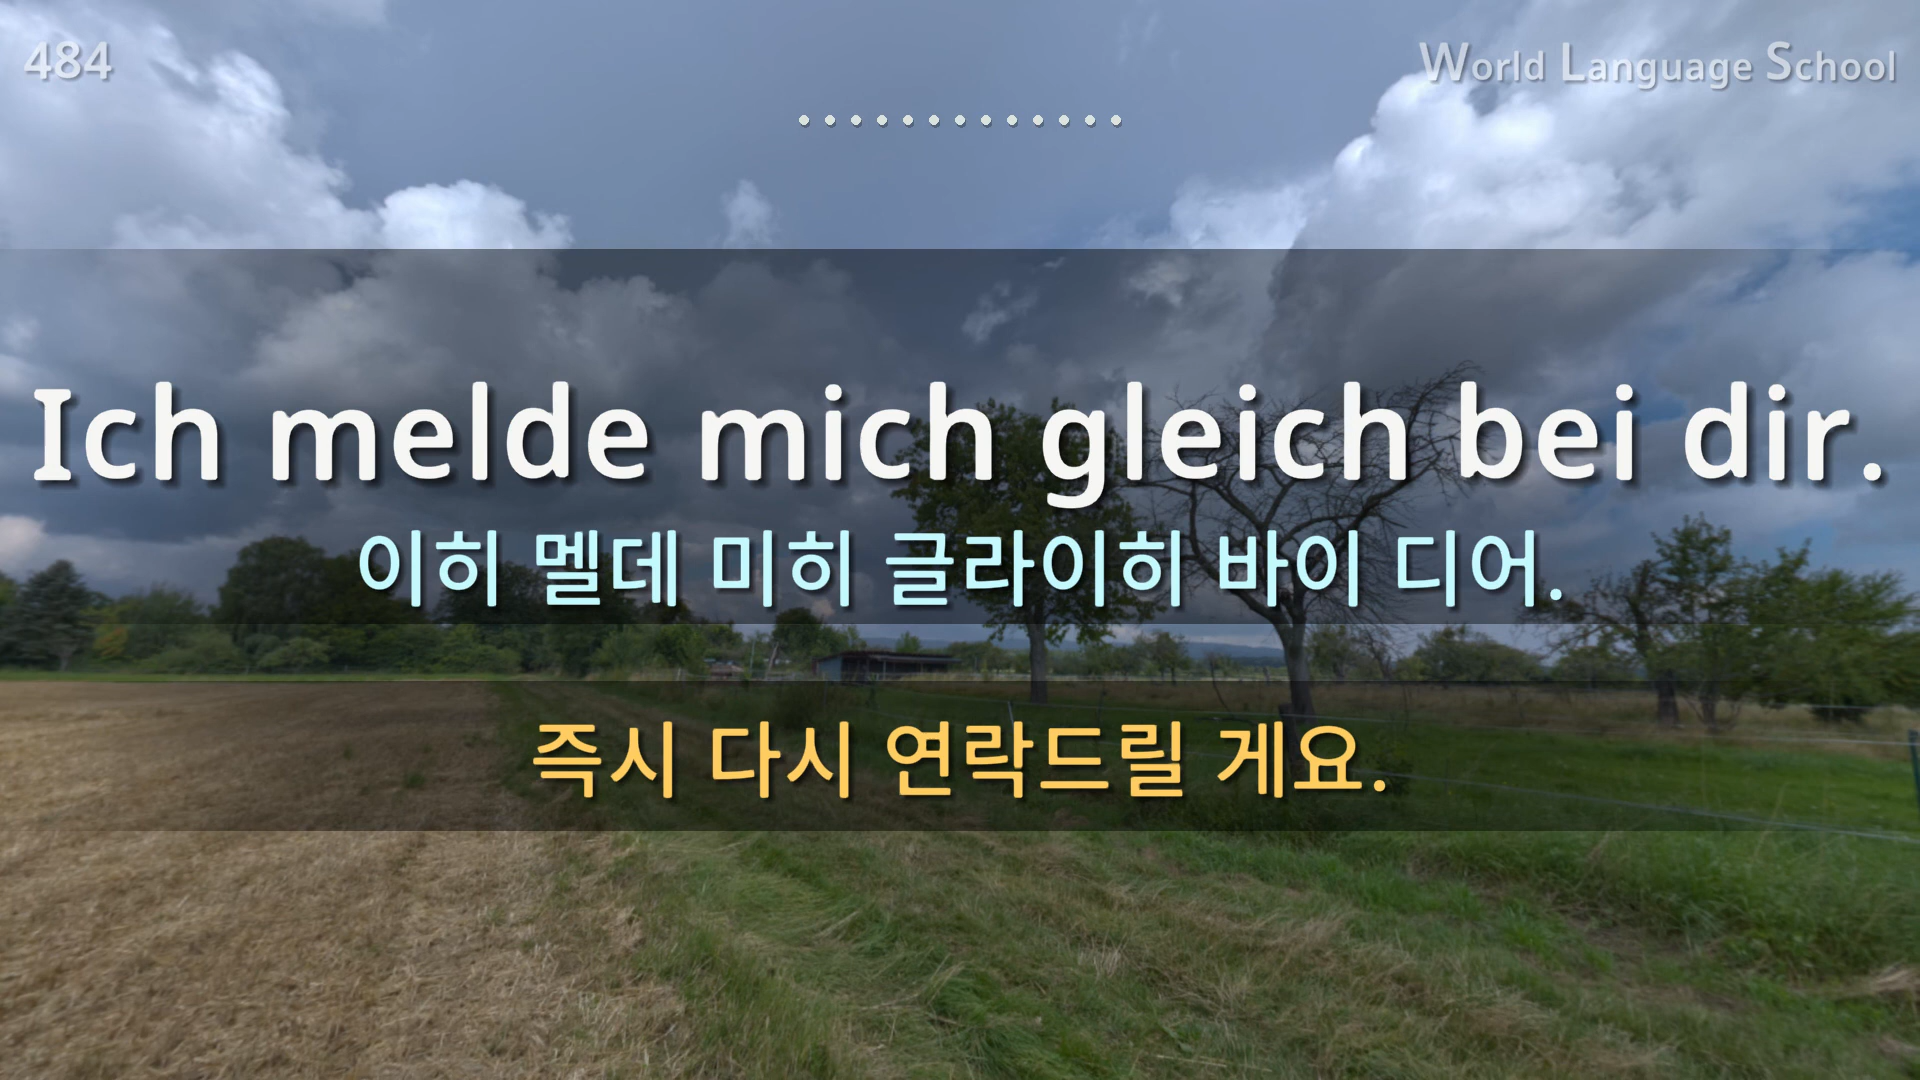 484
World Language School
Ich melde mich gleich bei dir.
이히 멜데 미히 글라이히 바이 디어.
즉시 다시 연락드릴 게요.